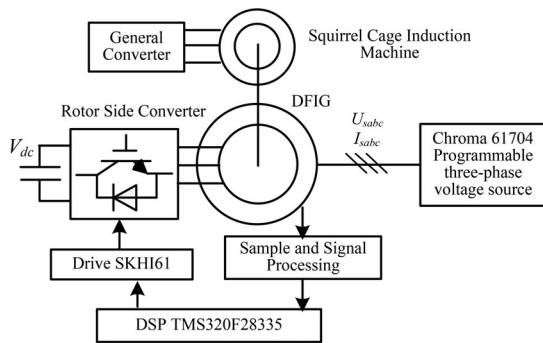 General
Converter
Squirrel Cage Induction
Machine
DFIG
Rotor Side Converter
Vdc
Usabc
Isabc
Chroma 61704
Programmable
three-phase
voltage source
Sample and Signal
Processing
Drive SKHI61
DSP TMS320F28335